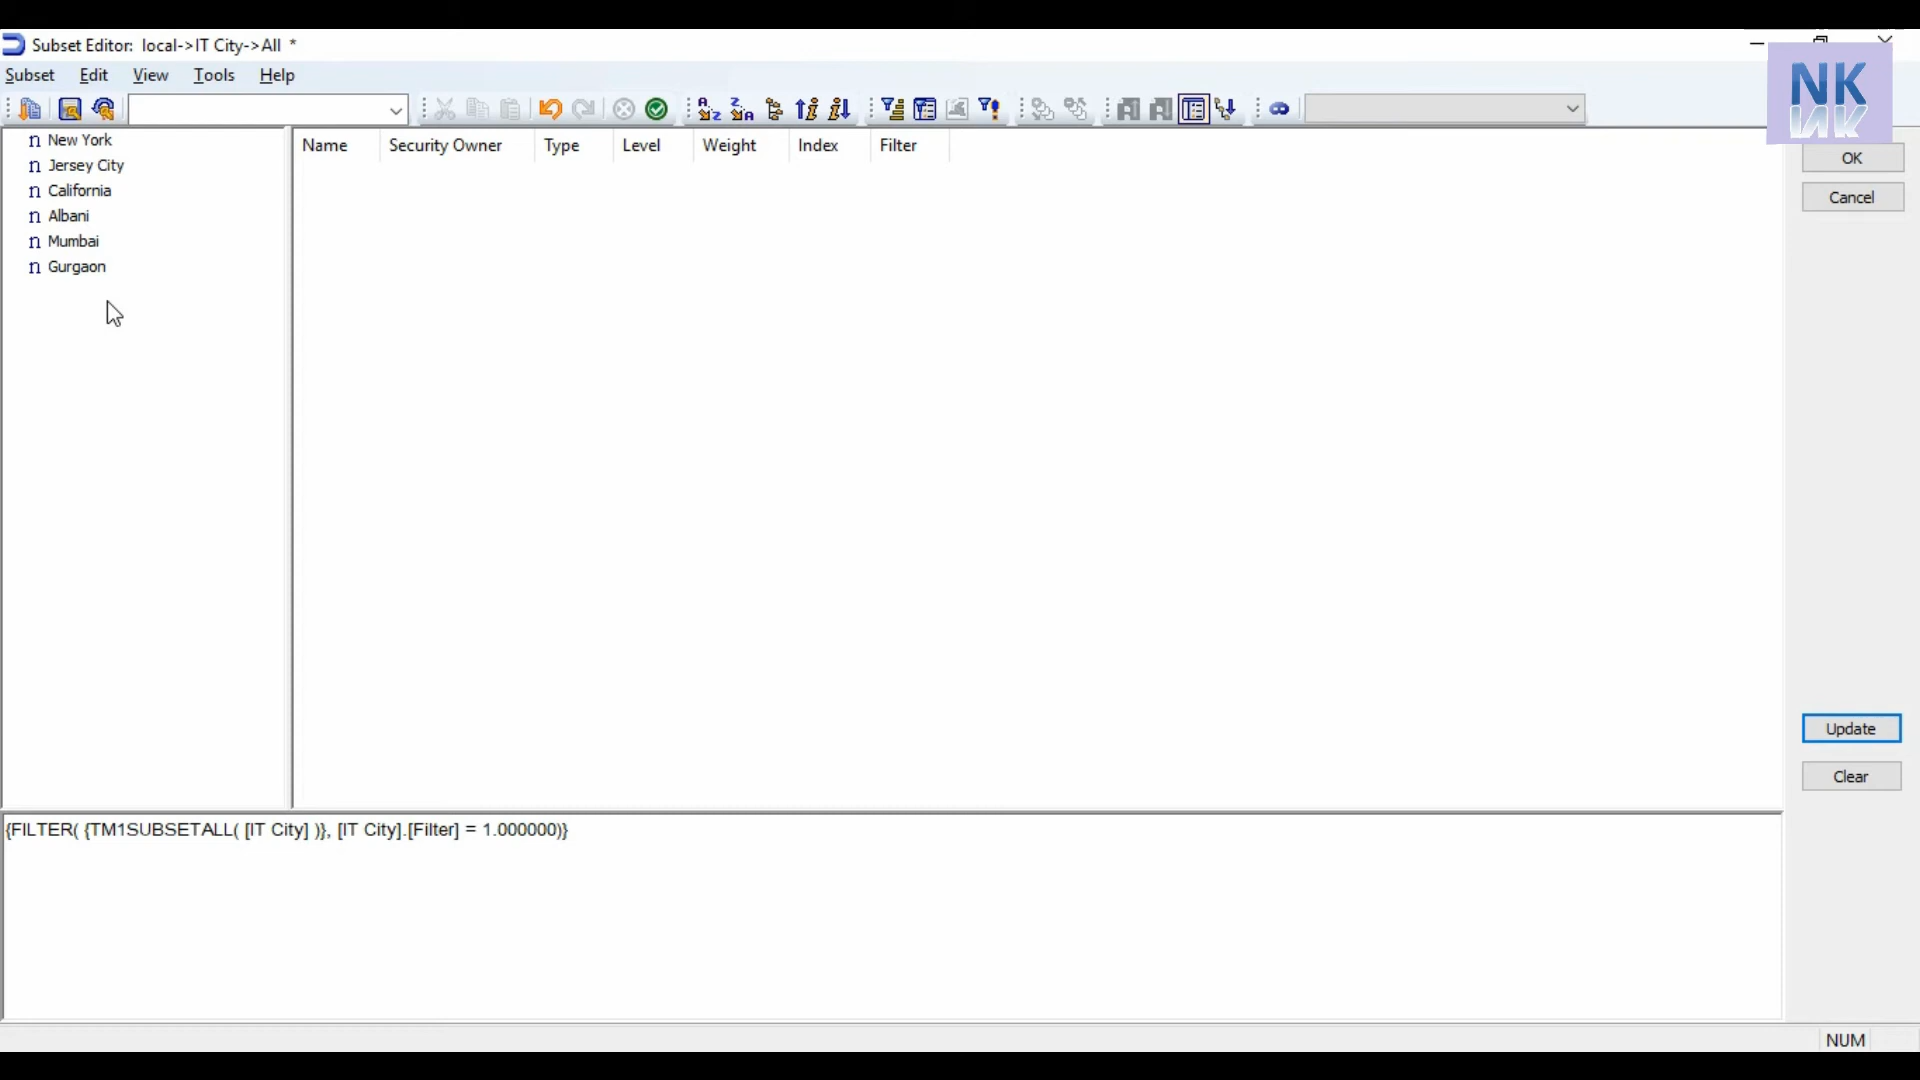 Subset Editor: local->IT City->All *
Subset Edit View Tools Help
NK
New York
Jersey City
California
Albani
Mumbai
Gurgaon
Name Security Owner Type Level Weight Index Filter
OK
Cancel
Update
Clear
{FILTER( {TM1SUBSETALL( [IT City] )}, [IT City].[Filter] = 1.000000)}
NUM